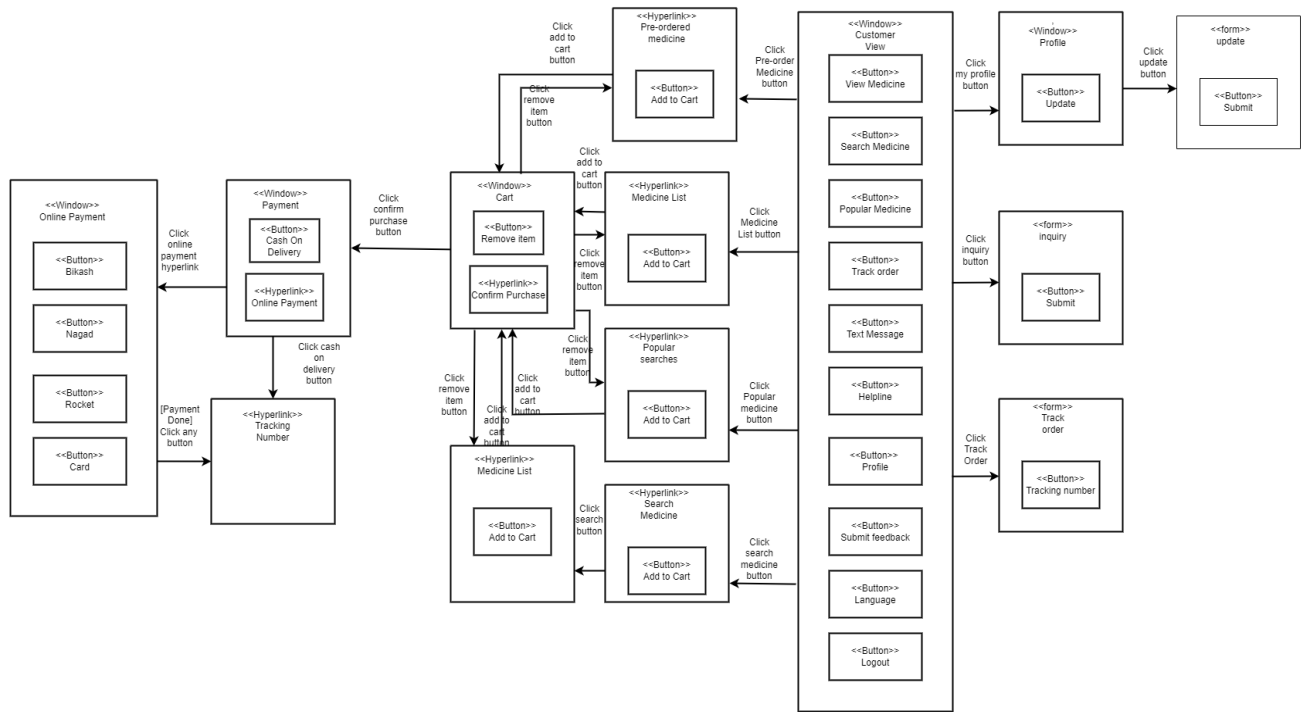 <<Window>>
Online Payment
<<Button>>
Bikash
<<Button>>
Nagad
<<Button>>
Rocket
<<Button>>
Card
Click
online
payment
hyperlink
[Payment
Done]
Click any
button
<<Window>>
Payment
<<Button>>
Cash On
Delivery
<<Hyperlink>>
Online Payment
Click cash
on
delivery
button
<<Hyperlink>>
Tracking
Number
Click
confirm
purchase
button
<<Window>>
Cart
<<Button>>
Remove item
<<Hyperlink>>
Confirm Purchase
Click
add to
cart
button
Click
remove
item
button
<<Hyperlink>>
Pre-ordered
medicine
<<Button>>
Add to Cart
Click
Pre-order
Medicine
button
Click
add to
cart
button
Click
remove
item
button
<<Hyperlink>>
Medicine List
<<Button>>
Add to Cart
Click
Medicine
List button
Click
remove
item
button
Click
add to
cart
button
<<Hyperlink>>
Popular
searches
<<Button>>
Add to Cart
Click
Popular
medicine
button
Click
remove
item
button
Click
add to
cart
button
<<Hyperlink>>
Medicine List
<<Button>>
Add to Cart
Click
search
button
<<Hyperlink>>
Search
Medicine
<<Button>>
Add to Cart
Click
search
medicine
button
<<Window>>
Customer
View
<<Button>>
View Medicine
<<Button>>
Search Medicine
<<Button>>
Popular Medicine
<<Button>>
Track order
<<Button>>
Text Message
<<Button>>
Helpline
<<Button>>
Profile
<<Button>>
Submit feedback
<<Button>>
Language
<<Button>>
Logout
Click
my profile
button
<<Window>>
Profile
<<Button>>
Update
Click
update
button
<<form>>
update
<<Button>>
Submit
Click
inquiry
button
<<form>>
inquiry
<<Button>>
Submit
Click
Track
Order
<<form>>
Track
order
<<Button>>
Tracking number